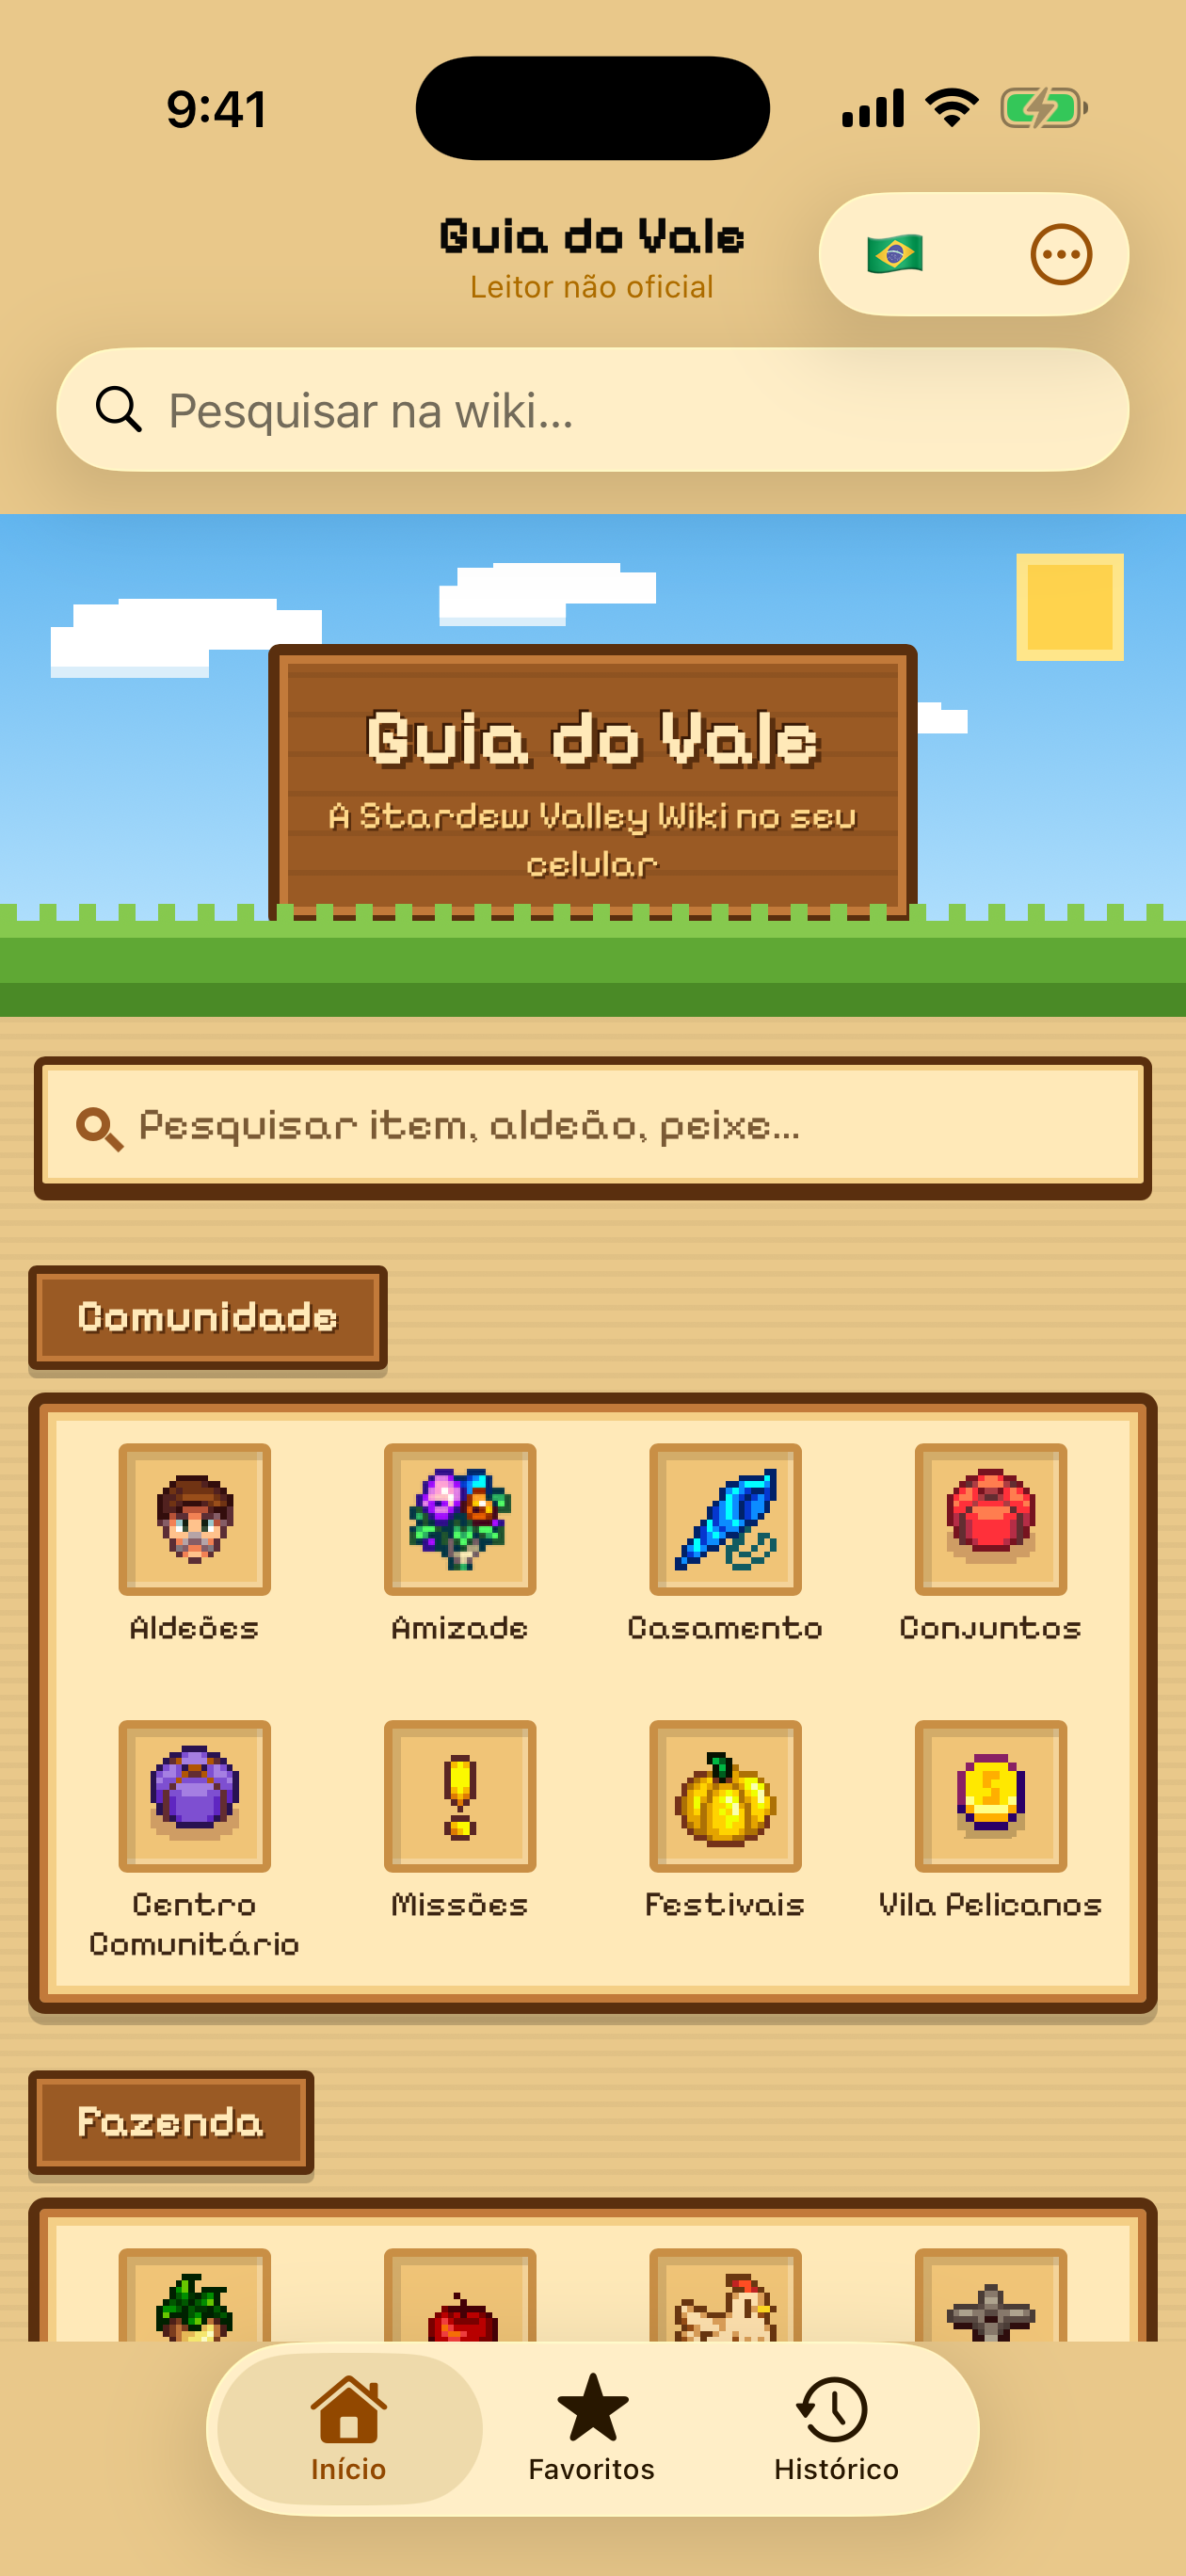 9:41
Guia do Vale
Leitor não oficial
Pesquisar na wiki...
Guia do Vale
A Stardew Valley Wiki no seu
celular
Pesquisar item, aldeão, peixe...
Comunidade
Aldeões
Amizade
Casamento
Conjuntos
Centro
Comunitário
Missões
Festivais
Vila Pelicanos
Fazenda
Início
Favoritos
Histórico